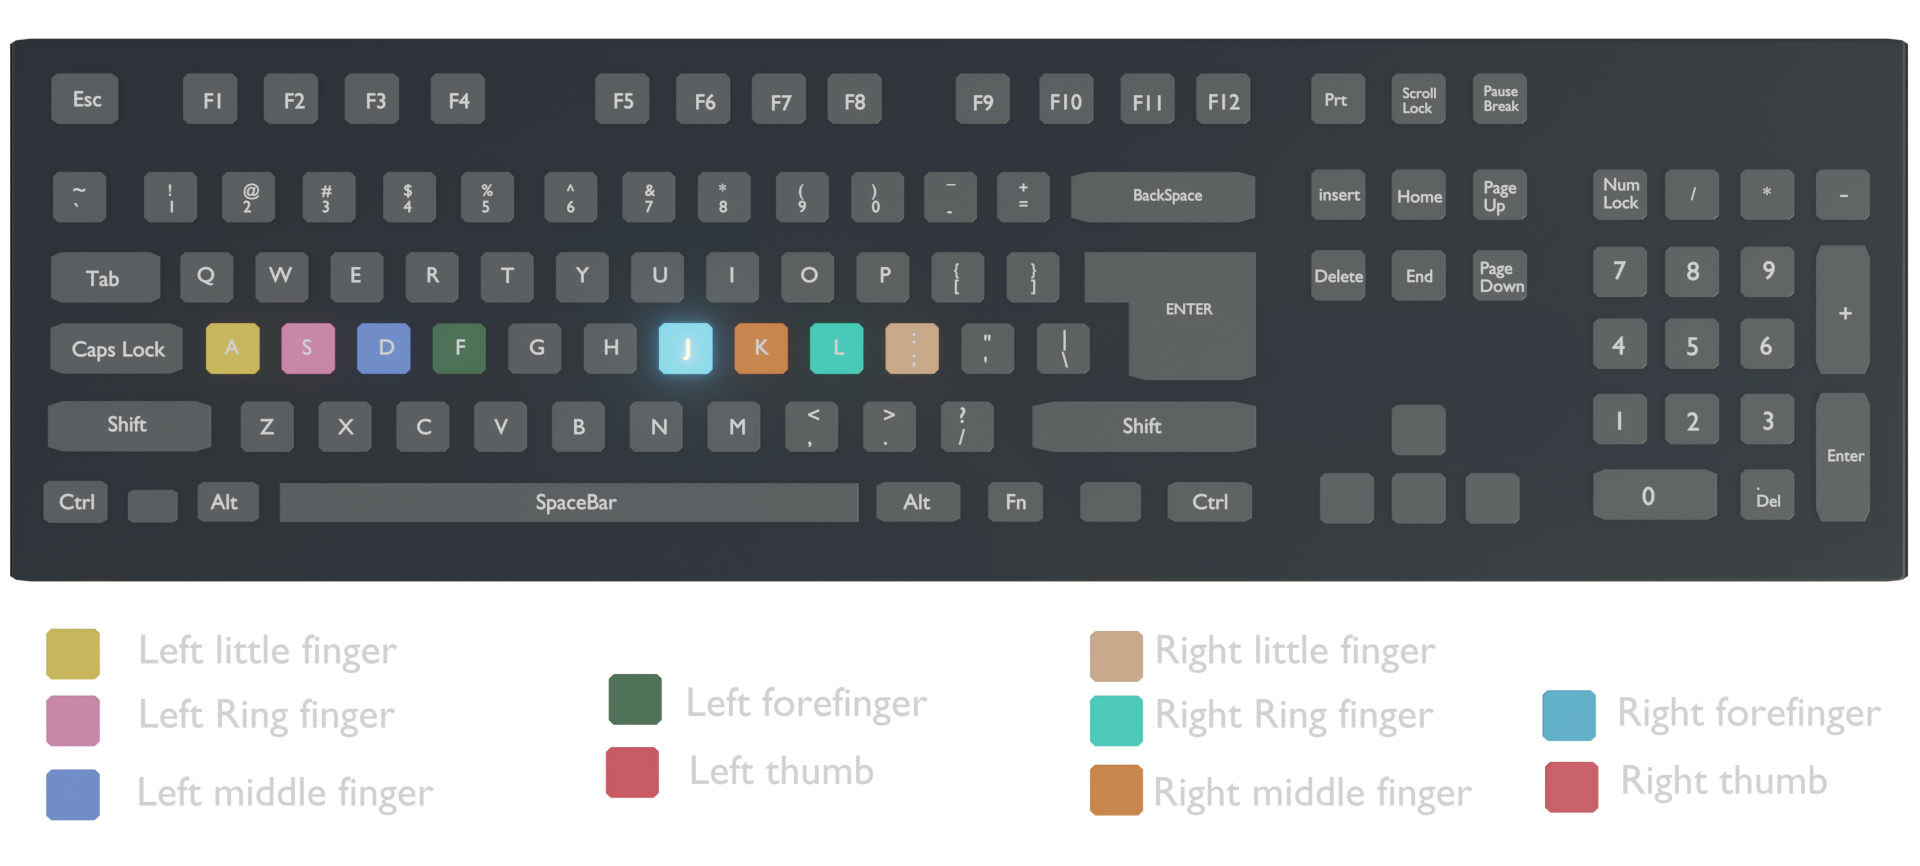 Esc F1 F2 F3 F4 F5 F6 F7 F8 F9 F10 F11 F12 Prt Scroll Lock Pause Break
~ ` ! 1 @ 2 # 3 $ 4 % 5 ^ 6 & 7 * 8 ( 9 ) 0 _ - + = BackSpace insert Home Page Up Num Lock / * -
Tab Q W E R T Y U I O P { [ } ] ENTER Delete End Page Down 7 8 9 +
Caps Lock A S D F G H J K L : ; " ' | \ 4 5 6
Shift Z X C V B N M < , > . ? / Shift 1 2 3 Enter
Ctrl Alt SpaceBar Alt Fn Ctrl 0 . Del
Left little finger
Left Ring finger
Left middle finger
Left forefinger
Left thumb
Right little finger
Right Ring finger
Right middle finger
Right forefinger
Right thumb